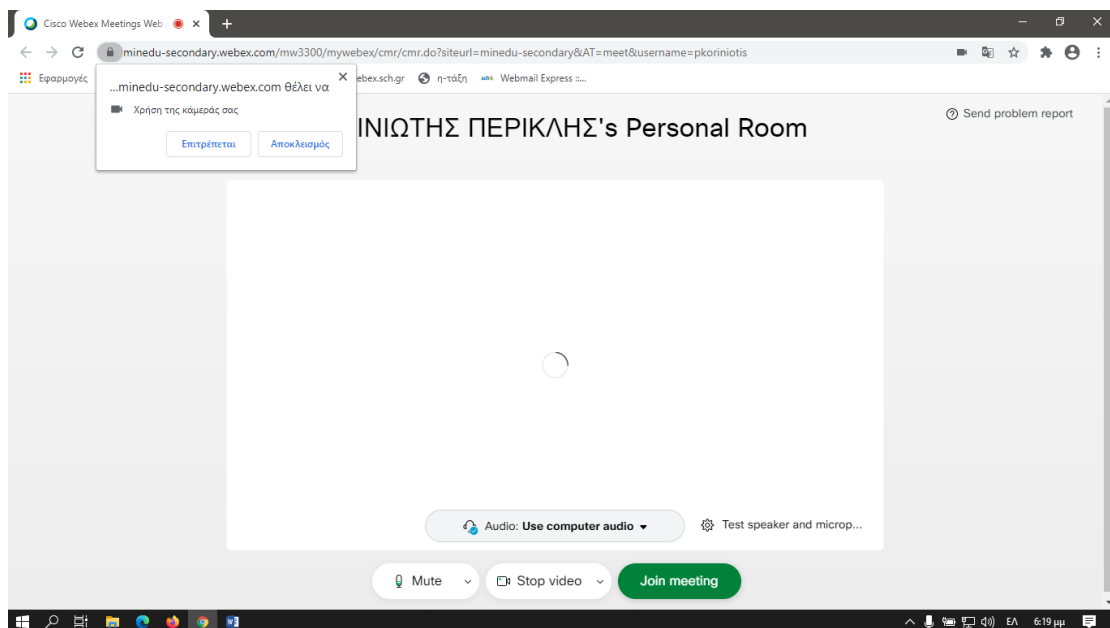 Cisco Webex Meetings Web
minedu-secondary.webex.com/mw3300/mywebex/cmr/cmr.do?siteurl=minedu-secondary&AT=meet&username=pkoriniotis
Εφαρμογές
ebex.sch.gr η-τάξη Webmail Express ::...
...minedu-secondary.webex.com θέλει να
Χρήση της κάμεράς σας
Επιτρέπεται Αποκλεισμός
ΙΝΙΩΤΗΣ ΠΕΡΙΚΛΗΣ's Personal Room
Send problem report
Audio: Use computer audio
Test speaker and microp...
Mute
Stop video
Join meeting
ΕΛ 6:19 μμ